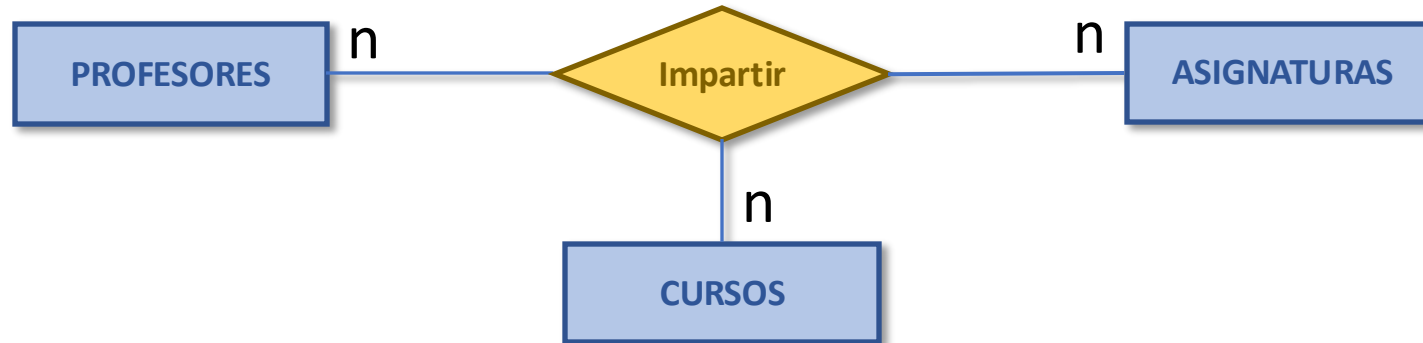 n
n
PROFESORES
Impartir
ASIGNATURAS
n
CURSOS